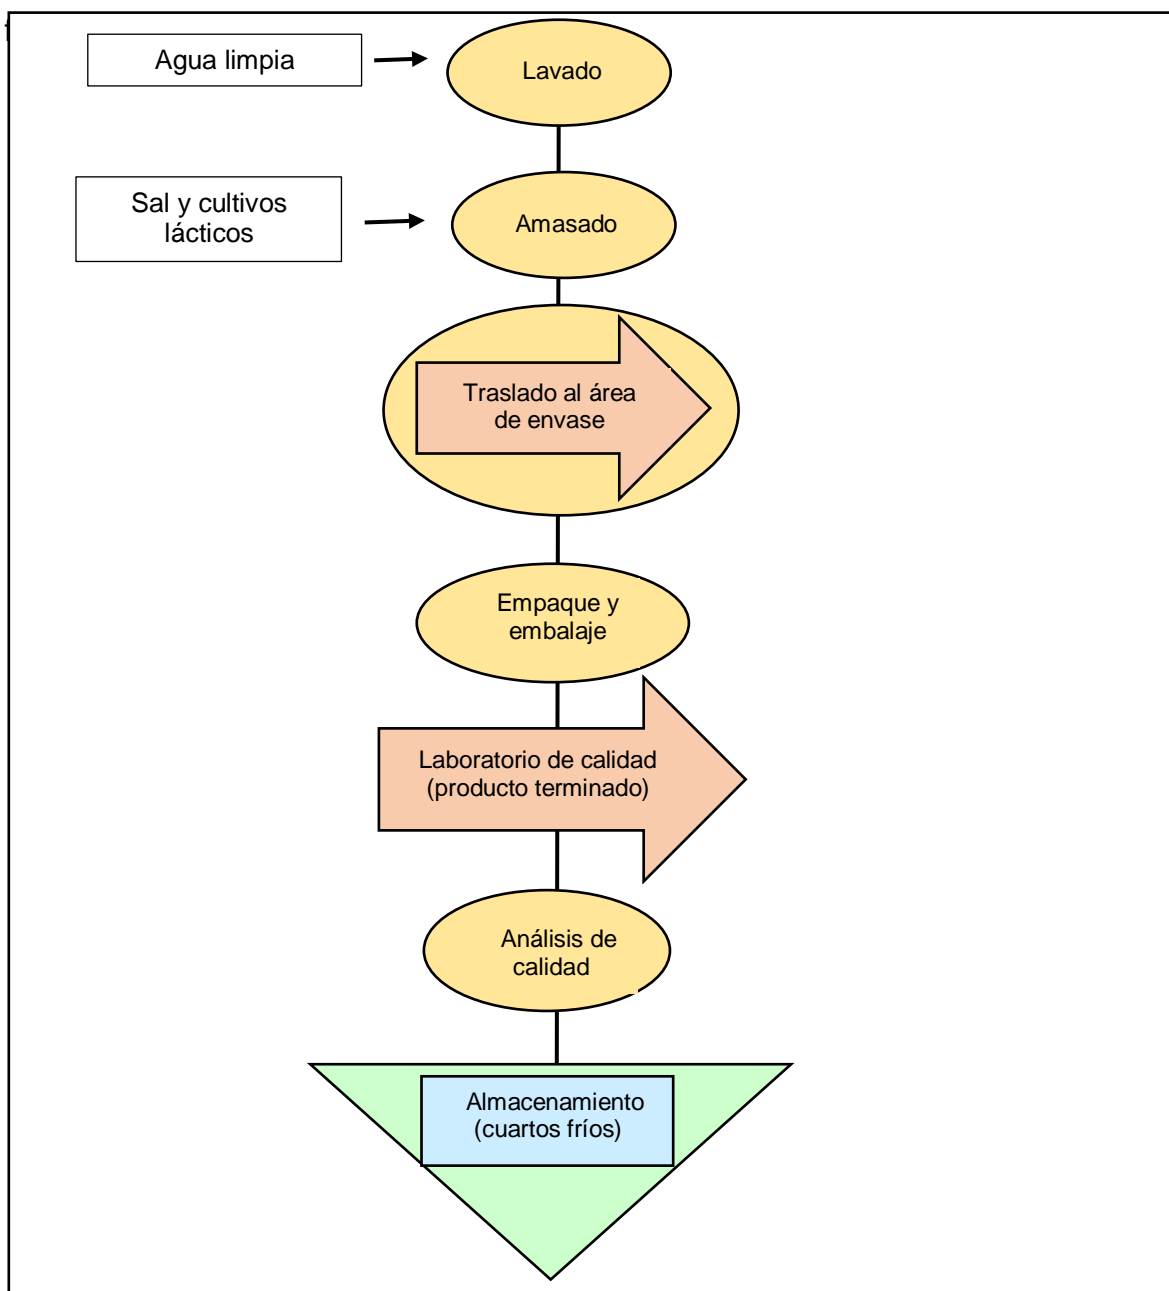 Agua limpia
Lavado
Sal y cultivos
lácticos
Amasado
Traslado al área
de envase
Empaque y
embalaje
Laboratorio de calidad
(producto terminado)
Análisis de
calidad
Almacenamiento
(cuartos fríos)